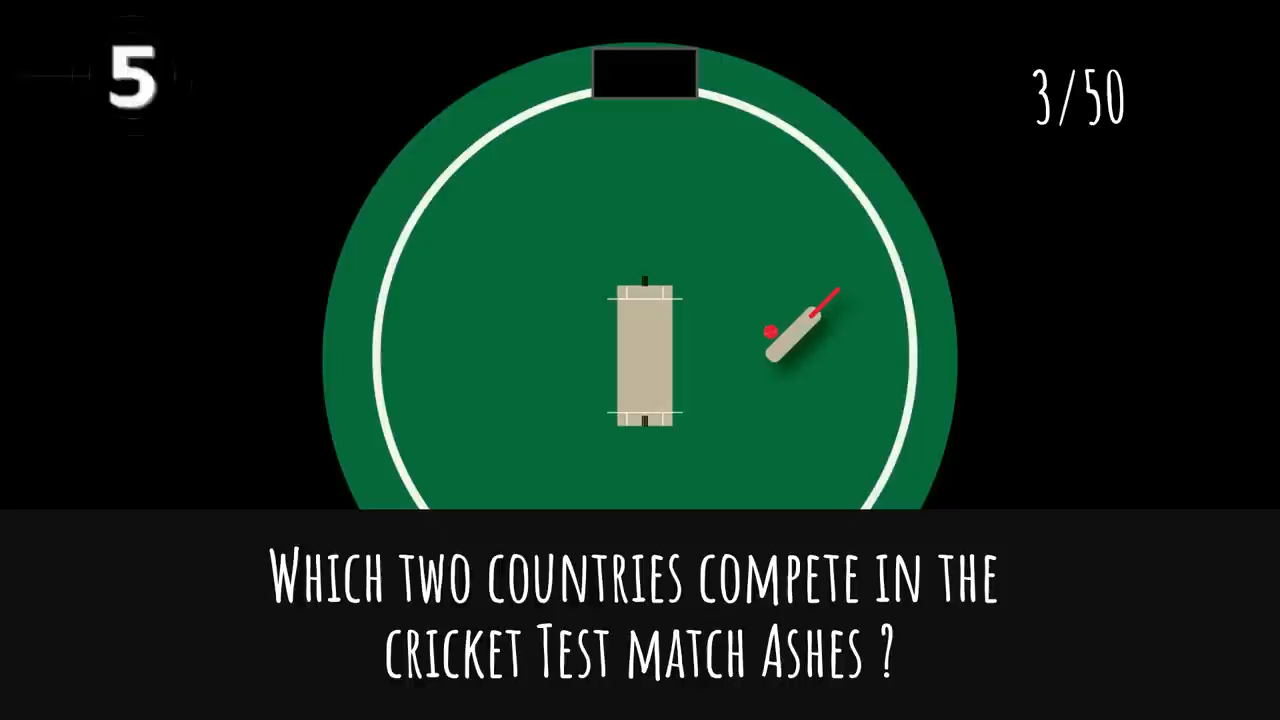 5
3/50
Which two countries compete in the
cricket Test match Ashes ?